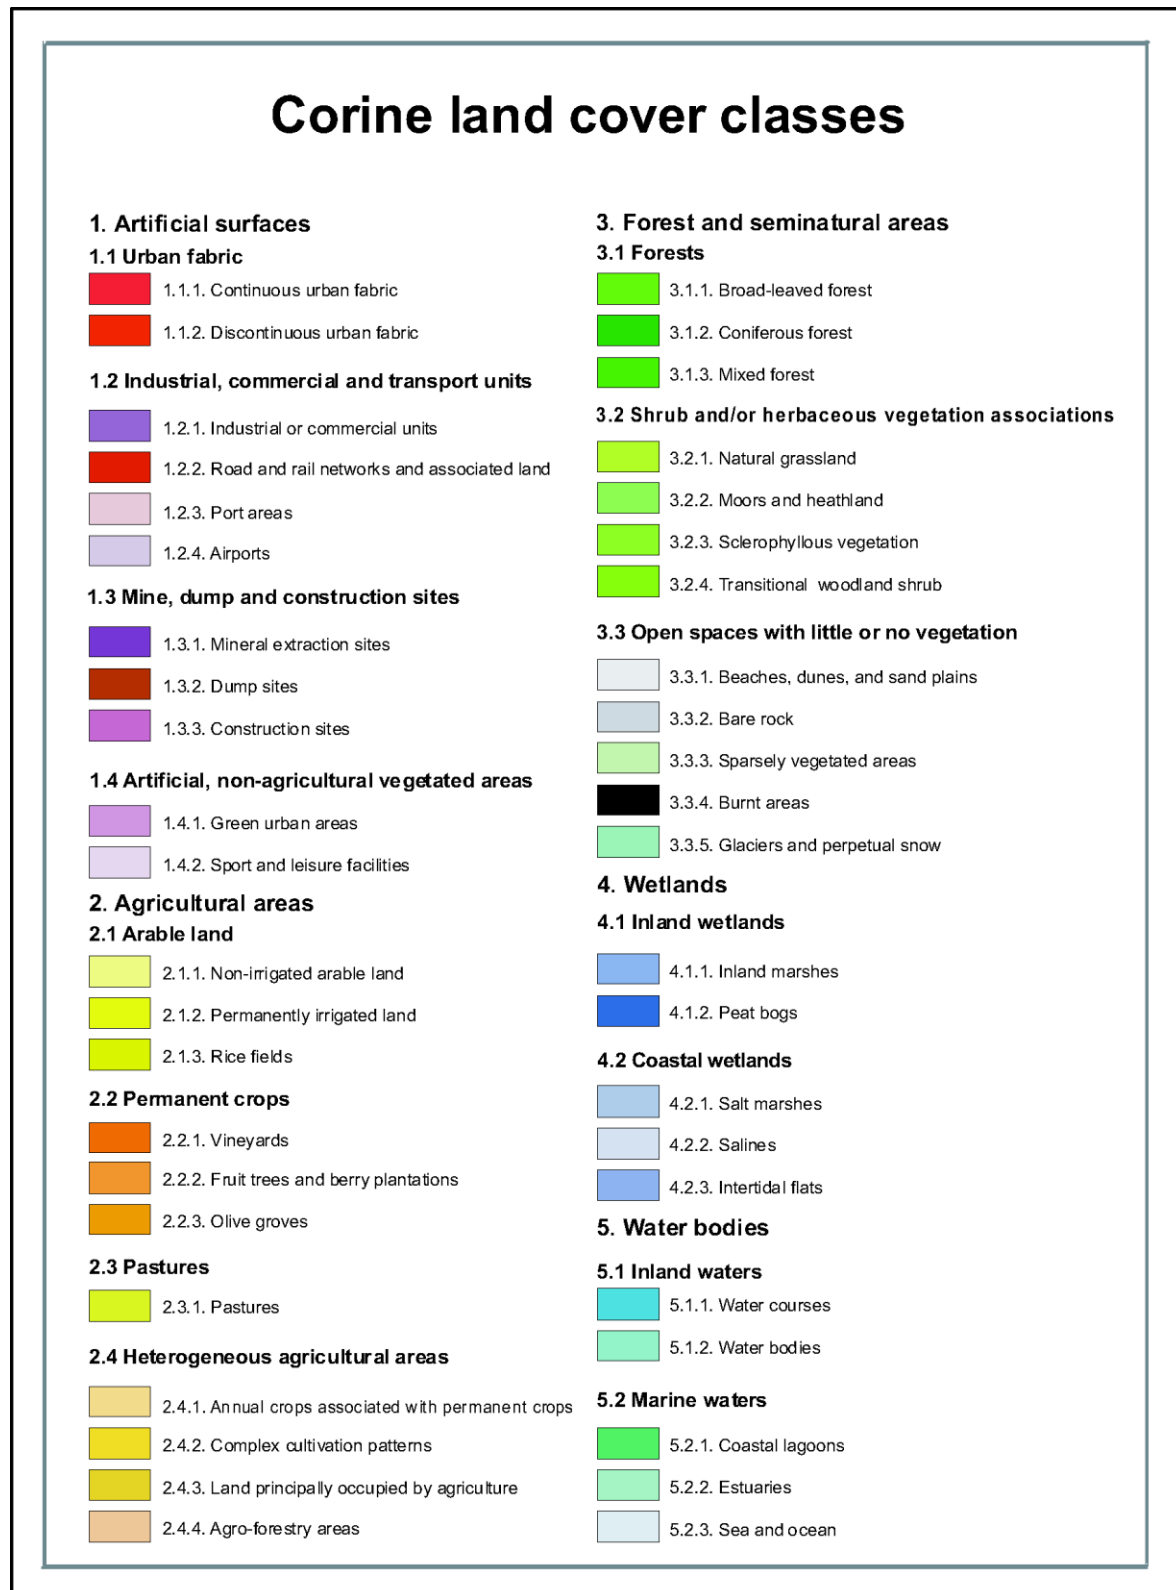 Corine land cover classes
1. Artificial surfaces
1.1 Urban fabric
1.1.1. Continuous urban fabric
1.1.2. Discontinuous urban fabric
1.2 Industrial, commercial and transport units
1.2.1. Industrial or commercial units
1.2.2. Road and rail networks and associated land
1.2.3. Port areas
1.2.4. Airports
1.3 Mine, dump and construction sites
1.3.1. Mineral extraction sites
1.3.2. Dump sites
1.3.3. Construction sites
1.4 Artificial, non-agricultural vegetated areas
1.4.1. Green urban areas
1.4.2. Sport and leisure facilities
2. Agricultural areas
2.1 Arable land
2.1.1. Non-irrigated arable land
2.1.2. Permanently irrigated land
2.1.3. Rice fields
2.2 Permanent crops
2.2.1. Vineyards
2.2.2. Fruit trees and berry plantations
2.2.3. Olive groves
2.3 Pastures
2.3.1. Pastures
2.4 Heterogeneous agricultural areas
2.4.1. Annual crops associated with permanent crops
2.4.2. Complex cultivation patterns
2.4.3. Land principally occupied by agriculture
2.4.4. Agro-forestry areas
3. Forest and seminatural areas
3.1 Forests
3.1.1. Broad-leaved forest
3.1.2. Coniferous forest
3.1.3. Mixed forest
3.2 Shrub and/or herbaceous vegetation associations
3.2.1. Natural grassland
3.2.2. Moors and heathland
3.2.3. Sclerophyllous vegetation
3.2.4. Transitional woodland shrub
3.3 Open spaces with little or no vegetation
3.3.1. Beaches, dunes, and sand plains
3.3.2. Bare rock
3.3.3. Sparsely vegetated areas
3.3.4. Burnt areas
3.3.5. Glaciers and perpetual snow
4. Wetlands
4.1 Inland wetlands
4.1.1. Inland marshes
4.1.2. Peat bogs
4.2 Coastal wetlands
4.2.1. Salt marshes
4.2.2. Salines
4.2.3. Intertidal flats
5. Water bodies
5.1 Inland waters
5.1.1. Water courses
5.1.2. Water bodies
5.2 Marine waters
5.2.1. Coastal lagoons
5.2.2. Estuaries
5.2.3. Sea and ocean